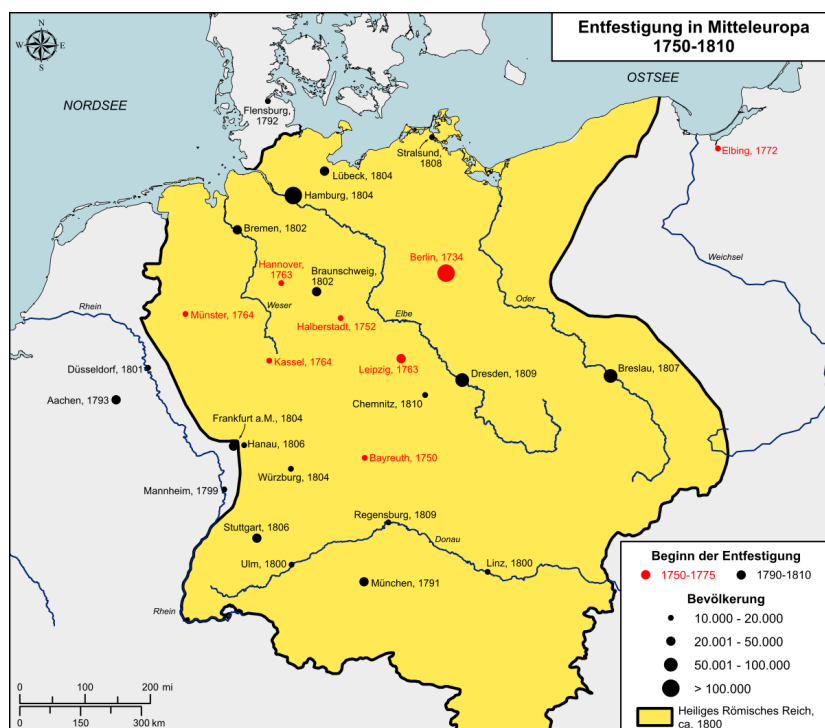 Entfestigung in Mitteleuropa
1750-1810
N
W
E
S
NORDSEE
OSTSEE
Flensburg,
1792
Stralsund,
1808
Elbing, 1772
Lübeck, 1804
Hamburg, 1804
Bremen, 1802
Weichsel
Hannover,
1763
Braunschweig,
1802
Berlin, 1734
Rhein
Weser
Elbe
Oder
Münster, 1764
Halberstadt, 1752
Kassel, 1764
Leipzig, 1763
Düsseldorf, 1801
Dresden, 1809
Breslau, 1807
Aachen, 1793
Chemnitz, 1810
Frankfurt a.M., 1804
Hanau, 1806
Bayreuth, 1750
Würzburg, 1804
Mannheim, 1799
Regensburg, 1809
Stuttgart, 1806
Donau
Ulm, 1800
Linz, 1800
München, 1791
Rhein
Beginn der Entfestigung
1750-1775
1790-1810
Bevölkerung
10.000 - 20.000
20.001 - 50.000
50.001 - 100.000
> 100.000
Heiliges Römisches Reich,
ca. 1800
0 100 200 mi
0 150 300 km